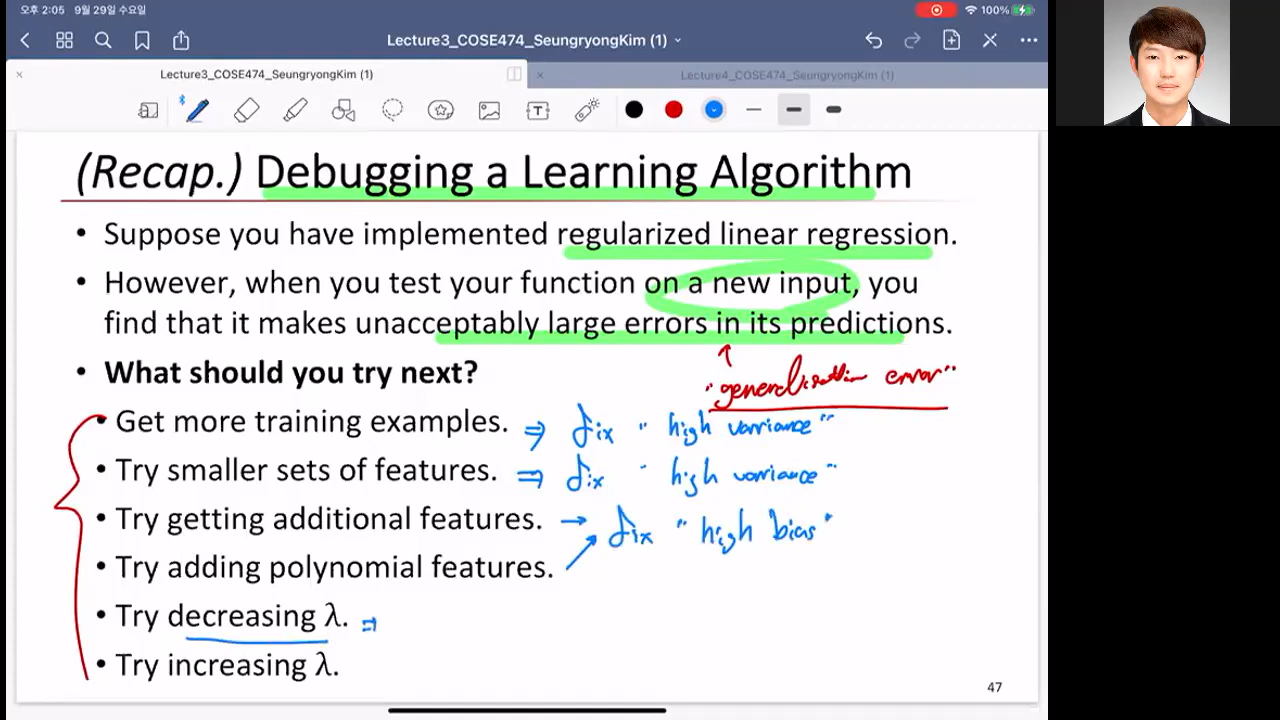 오후 2:05 9월 29일 수요일
100%
Lecture3_COSE474_SeungryongKim (1)
Lecture3_COSE474_SeungryongKim (1)
Lecture4_COSE474_SeungryongKim (1)
(Recap.) Debugging a Learning Algorithm
• Suppose you have implemented regularized linear regression.
• However, when you test your function on a new input, you
find that it makes unacceptably large errors in its predictions.
• What should you try next?
"generalization error"
• Get more training examples. ⇒ fix "high variance"
• Try smaller sets of features. ⇒ fix "high variance"
• Try getting additional features. → fix "high bias"
• Try adding polynomial features.
• Try decreasing λ. ⇒
• Try increasing λ.
47